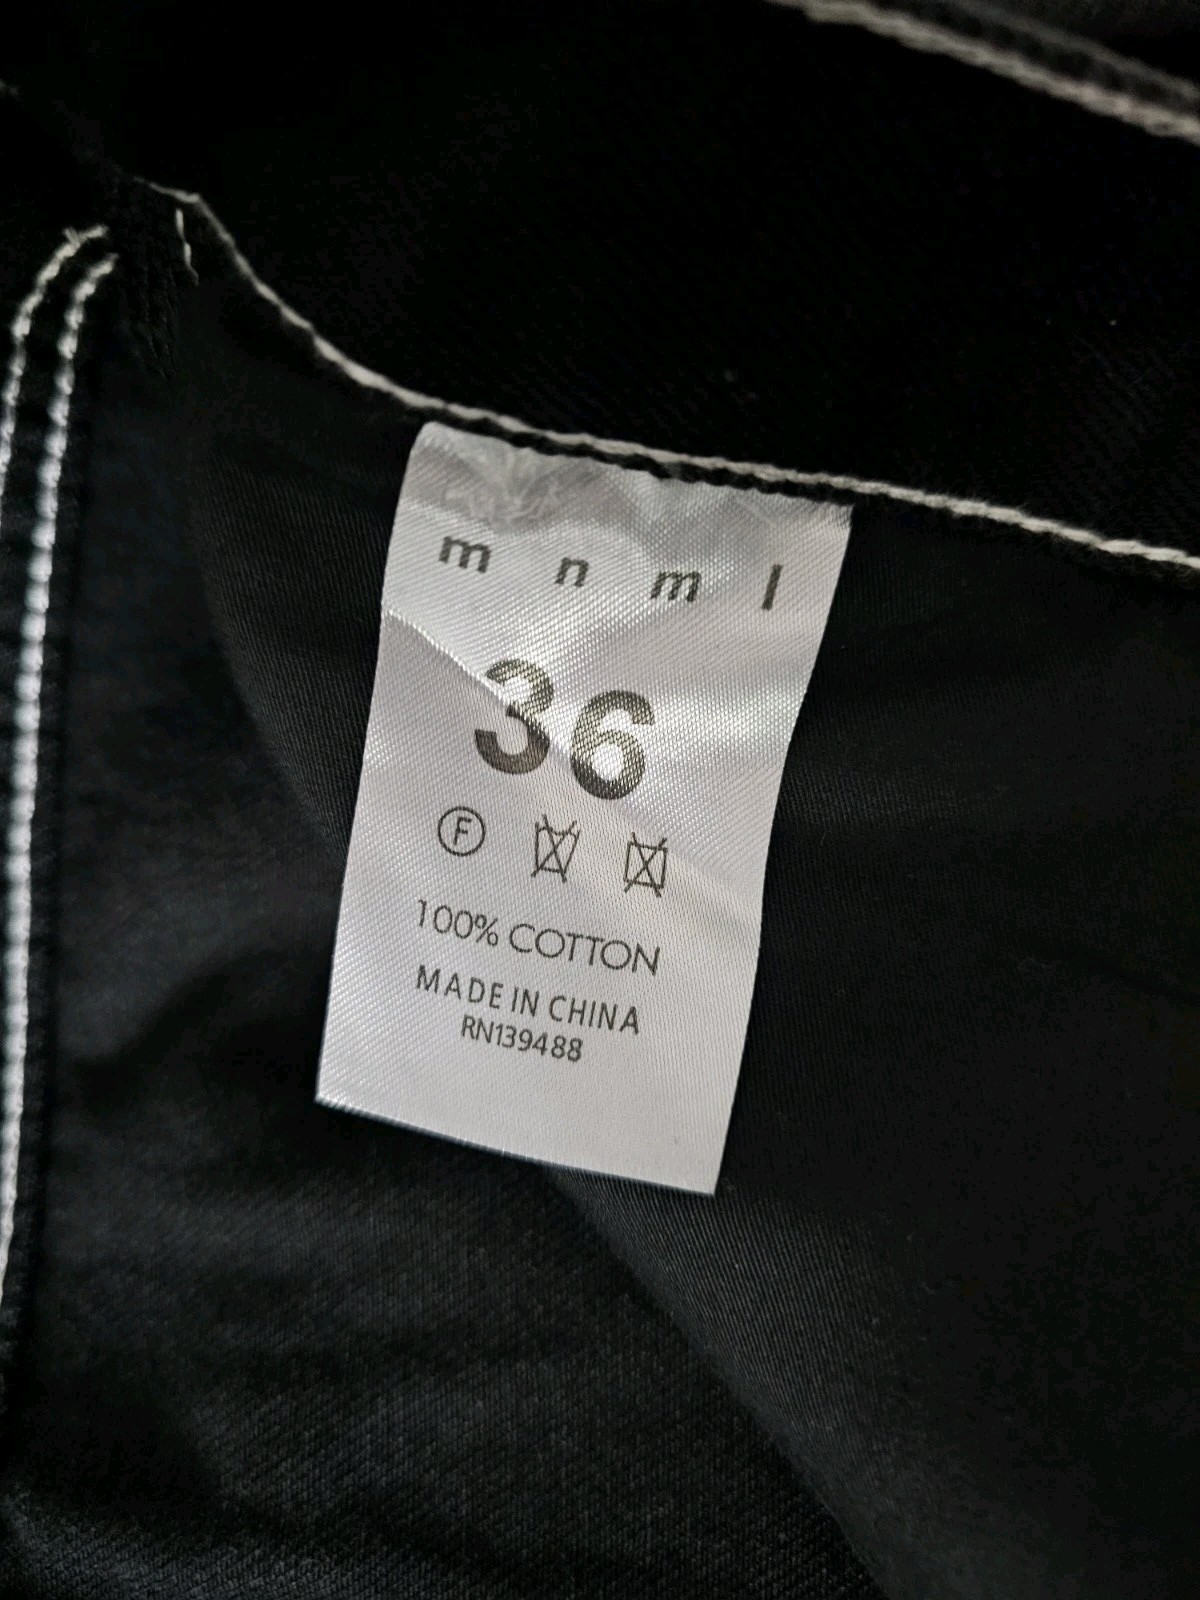 m n m l
36
F
100% COTTON
MADE IN CHINA
RN139488